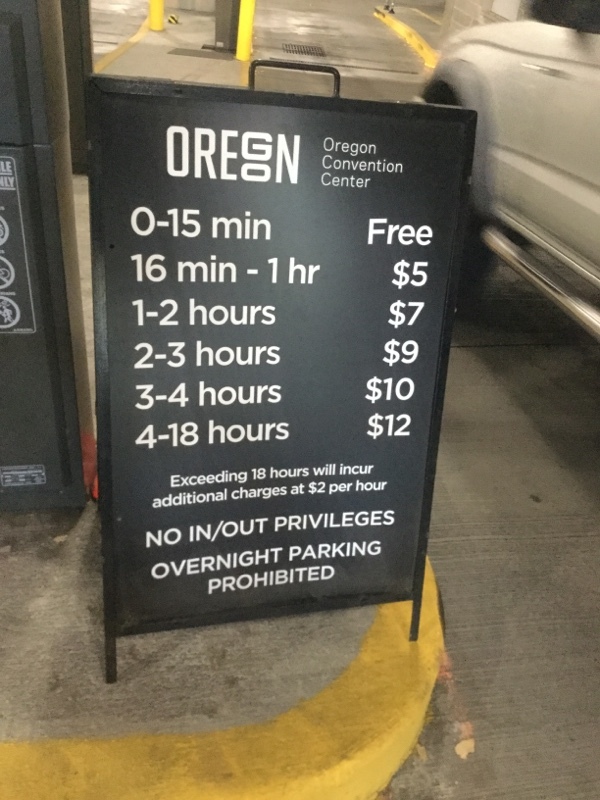 OREGON
Oregon
Convention
Center
0-15 min Free
16 min - 1 hr $5
1-2 hours $7
2-3 hours $9
3-4 hours $10
4-18 hours $12
Exceeding 18 hours will incur
additional charges at $2 per hour
NO IN/OUT PRIVILEGES
OVERNIGHT PARKING
PROHIBITED